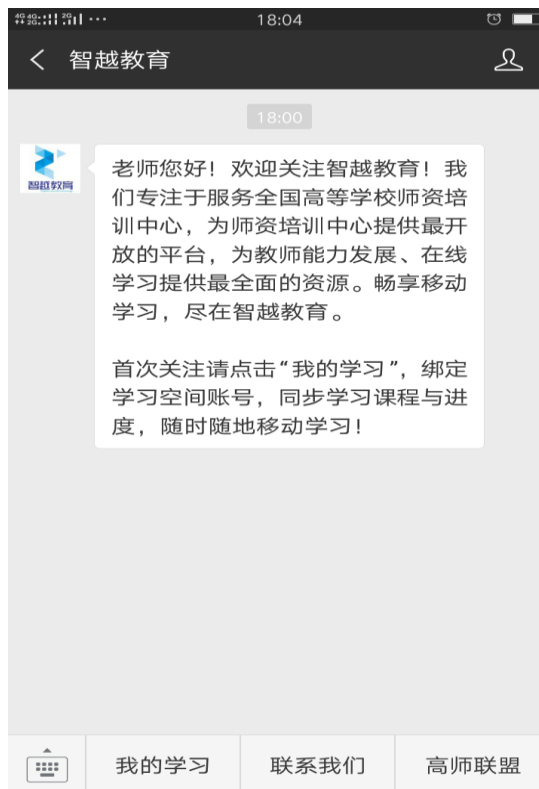 4G 4G 2G 2G ··· 18:04
智越教育
18:00
智越教育
老师您好！欢迎关注智越教育！我
们专注于服务全国高等学校师资培
训中心，为师资培训中心提供最开
放的平台，为教师能力发展、在线
学习提供最全面的资源。畅享移动
学习，尽在智越教育。
首次关注请点击“我的学习”，绑定
学习空间账号，同步学习课程与进
度，随时随地移动学习！
我的学习 联系我们 高师联盟